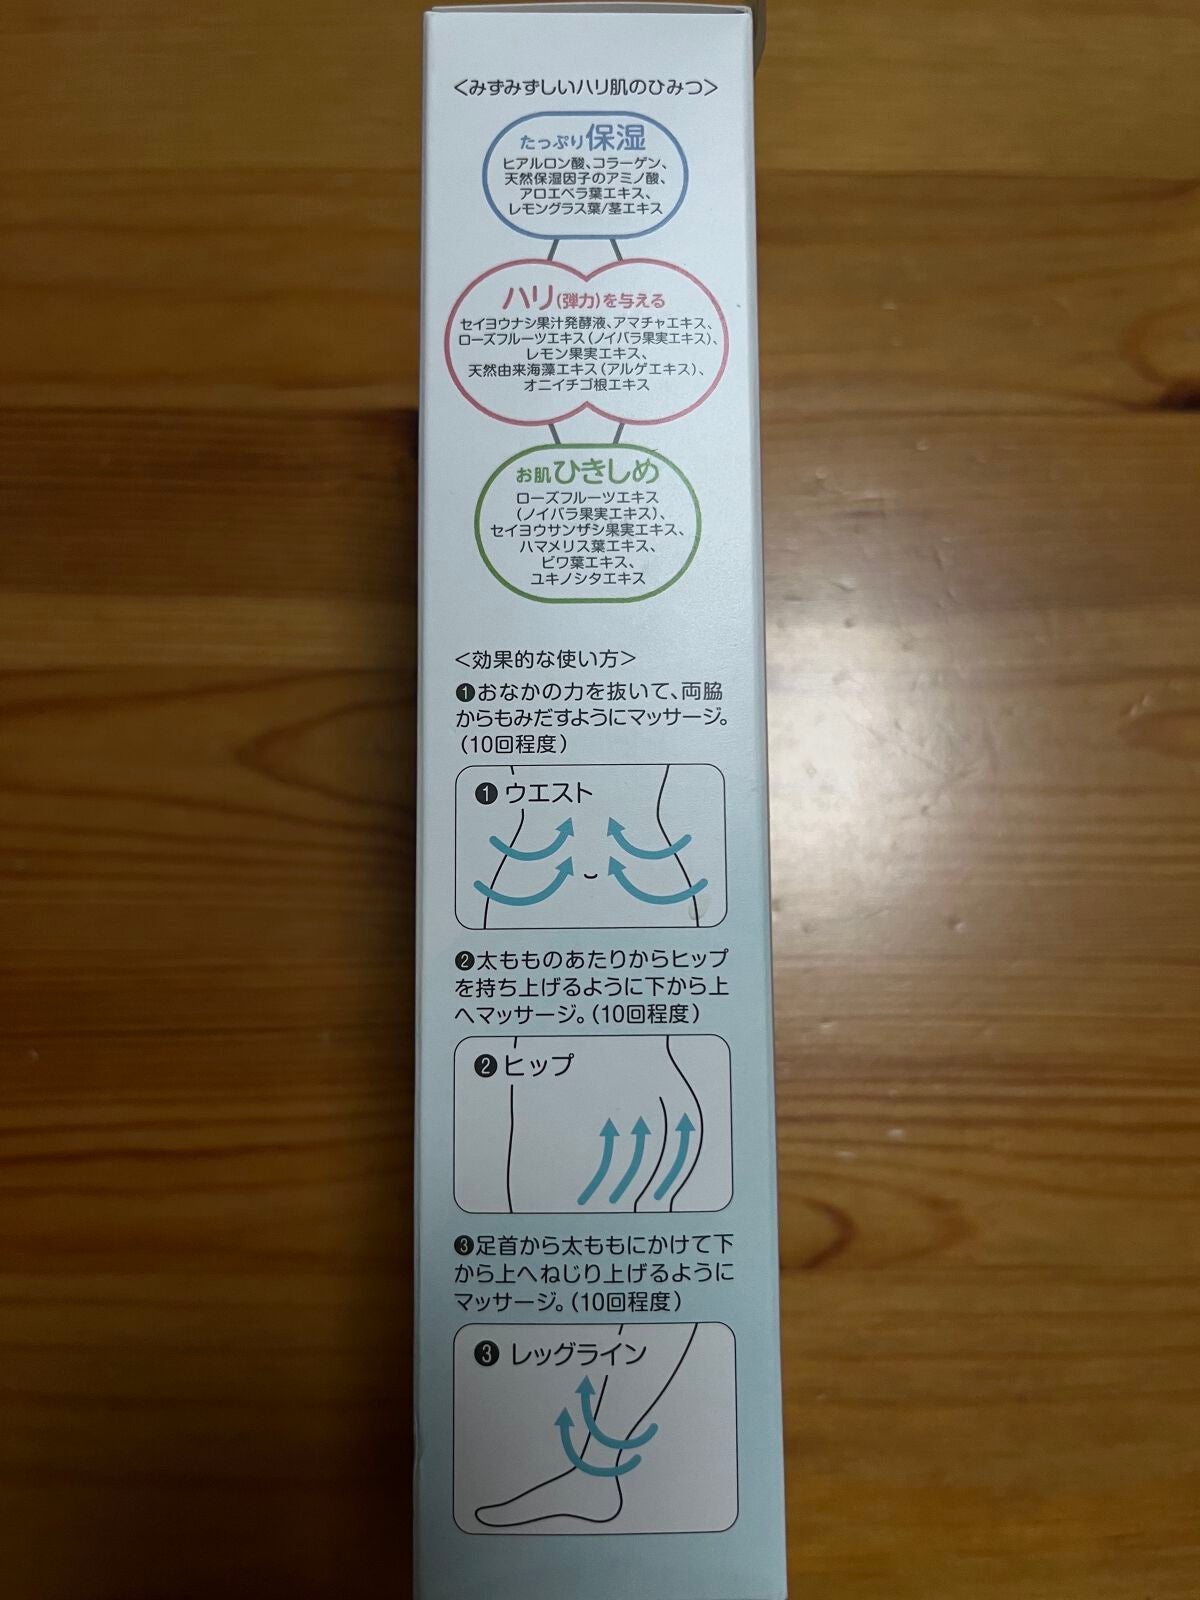 ＜みずみずしいハリ肌のひみつ＞
たっぷり保湿
ヒアルロン酸、コラーゲン、
天然保湿因子のアミノ酸、
アロエベラ葉エキス、
レモングラス葉/茎エキス
ハリ(弾力)を与える
セイヨウナシ果汁発酵液、アマチャエキス、
ローズフルーツエキス(ノイバラ果実エキス)、
レモン果実エキス、
天然由来海藻エキス(アルゲエキス)、
オニイチゴ根エキス
お肌ひきしめ
ローズフルーツエキス
(ノイバラ果実エキス)、
セイヨウサンザシ果実エキス、
ハマメリス葉エキス、
ビワ葉エキス、
ユキノシタエキス
＜効果的な使い方＞
❶おなかの力を抜いて、両脇
からもみだすようにマッサージ。
(10回程度)
❶ ウエスト
❷太もものあたりからヒップ
を持ち上げるように下から上
へマッサージ。(10回程度)
❷ ヒップ
❸足首から太ももにかけて下
から上へねじり上げるように
マッサージ。(10回程度)
❸ レッグライン